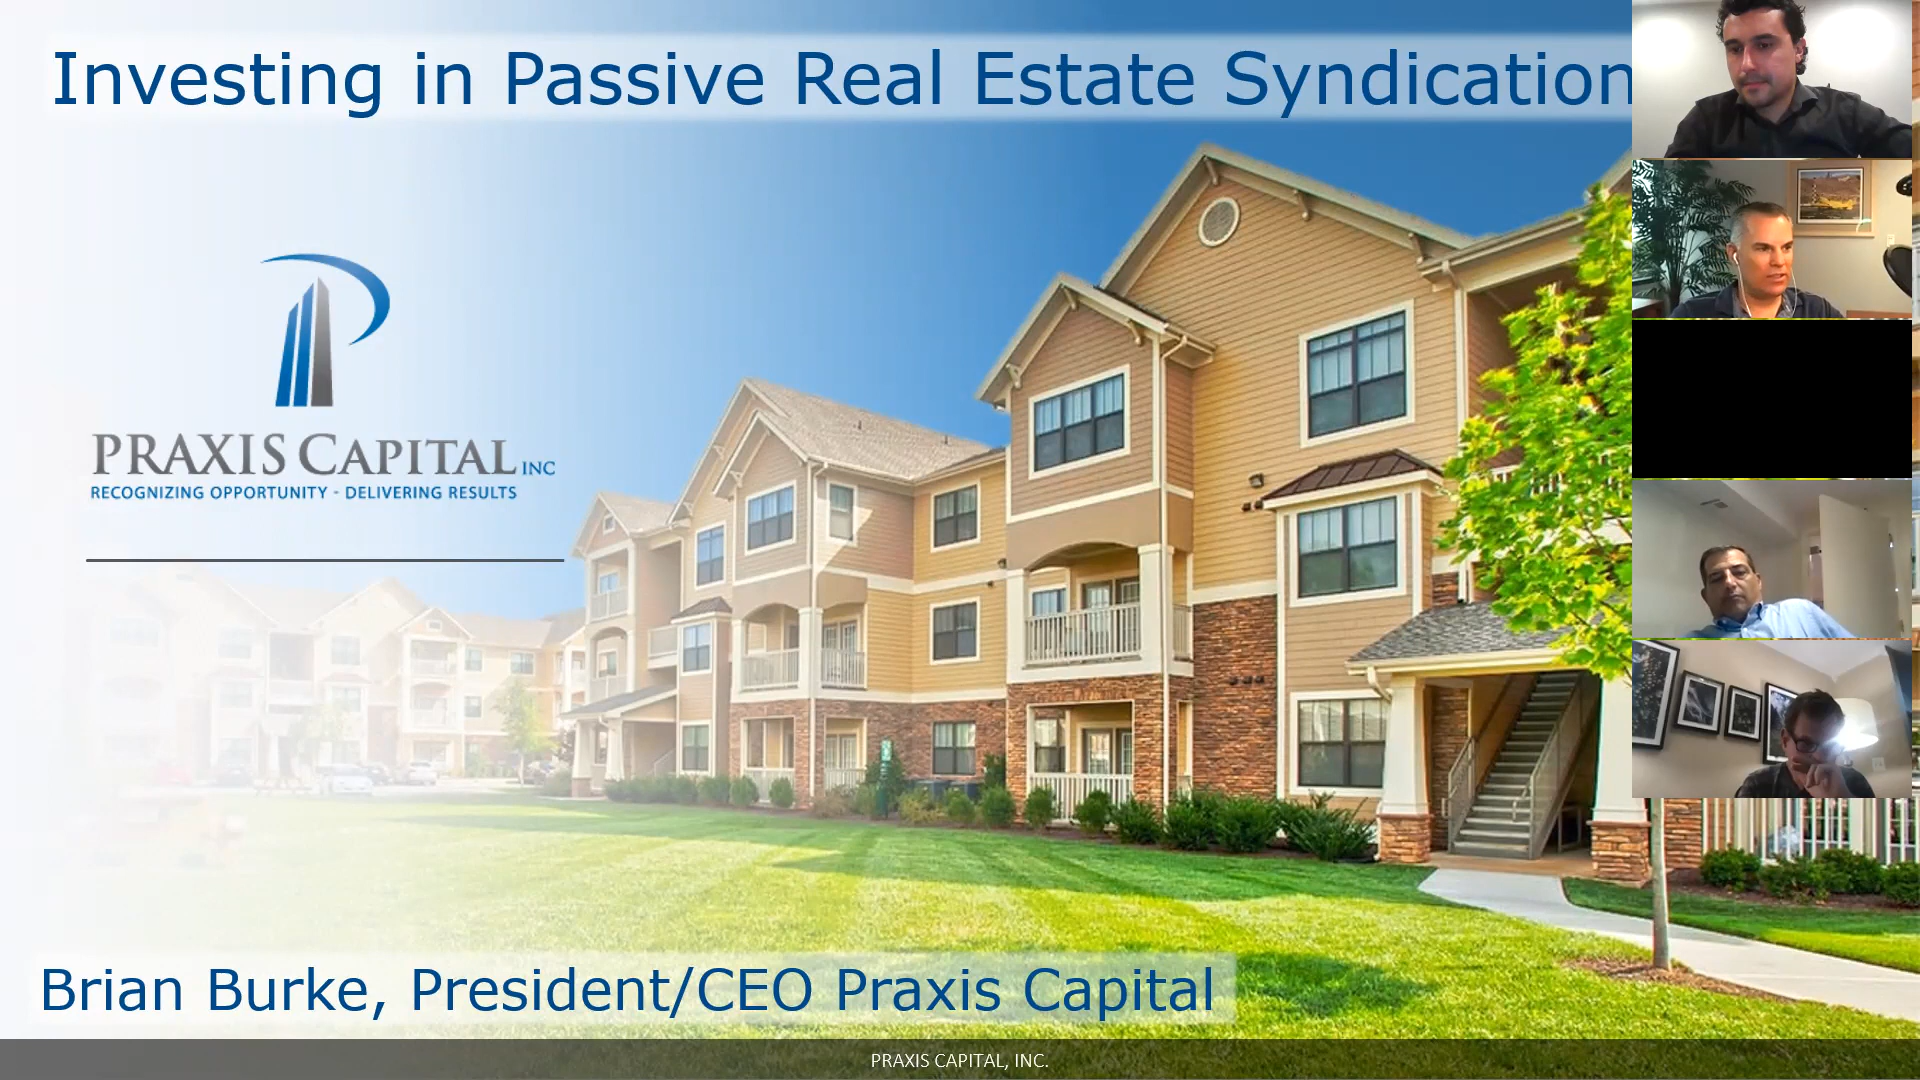 Investing in Passive Real Estate Syndication
PRAXIS CAPITAL INC
RECOGNIZING OPPORTUNITY - DELIVERING RESULTS
Brian Burke, President/CEO Praxis Capital
PRAXIS CAPITAL, INC.